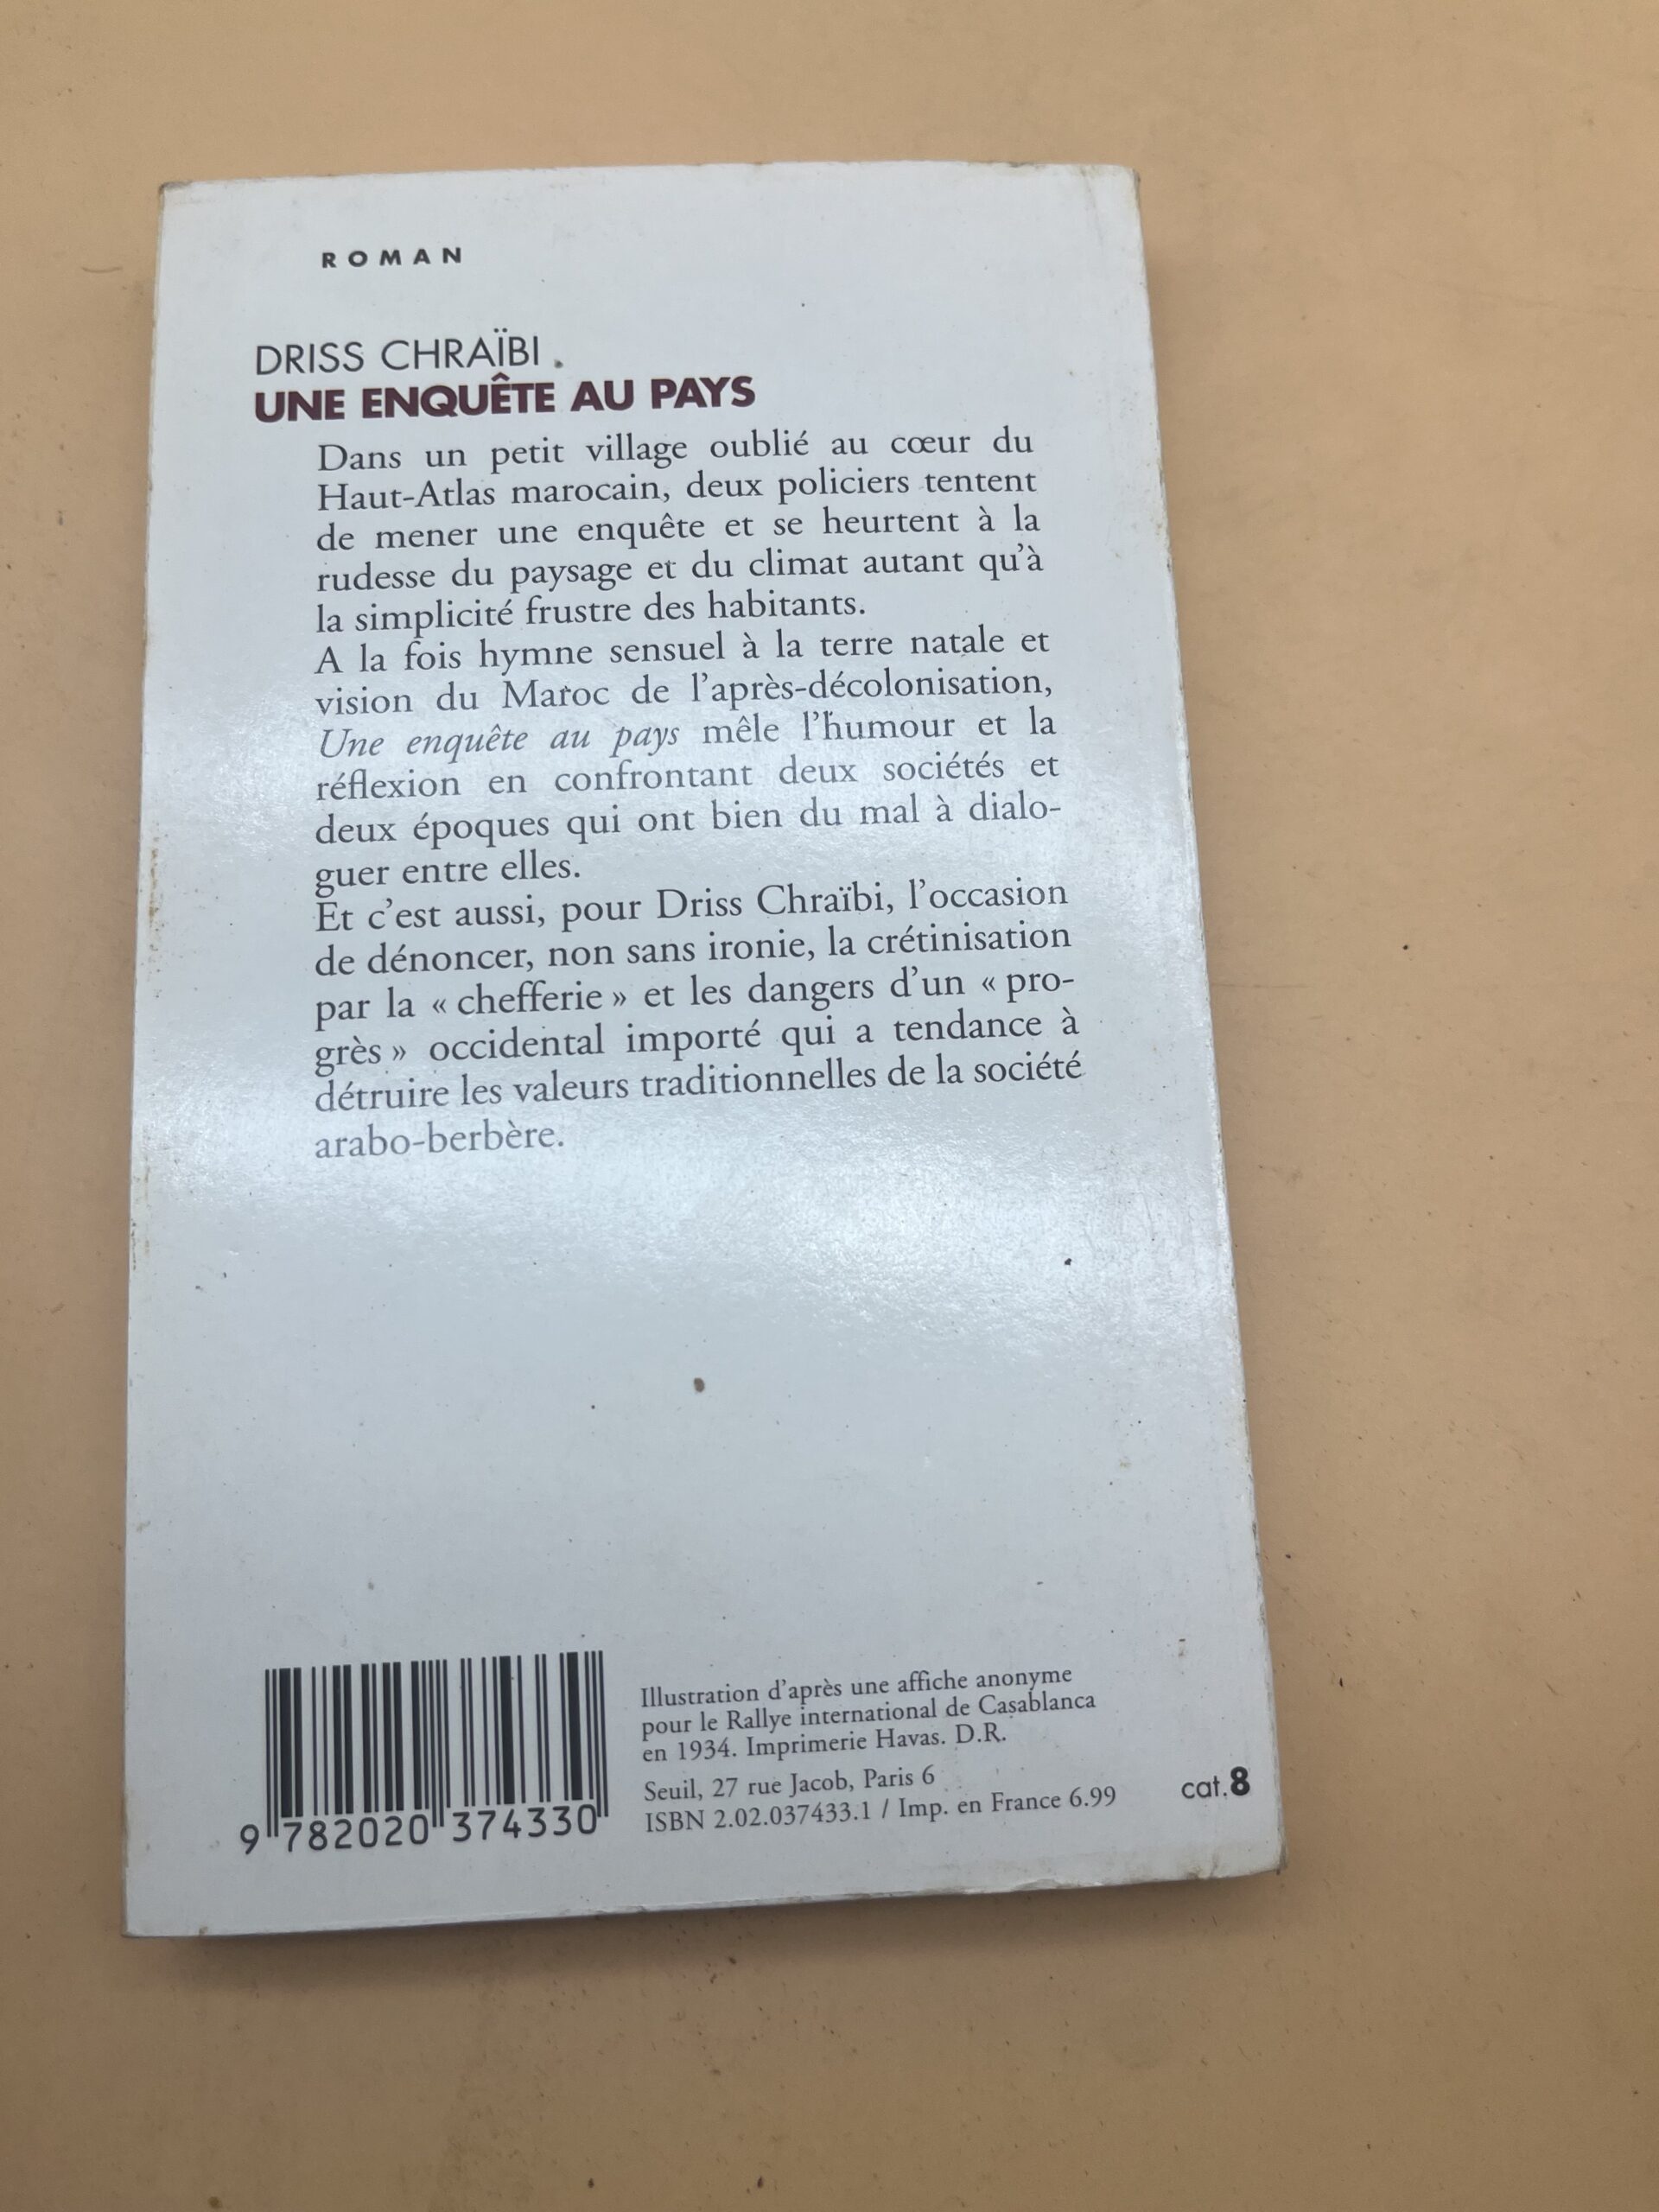 ROMAN
DRISS CHRAÏBI
UNE ENQUÊTE AU PAYS
Dans un petit village oublié au cœur du
Haut-Atlas marocain, deux policiers tentent
de mener une enquête et se heurtent à la
rudesse du paysage et du climat autant qu'à
la simplicité frustre des habitants.
A la fois hymne sensuel à la terre natale et
vision du Maroc de l'après-décolonisation,
Une enquête au pays mêle l'humour et la
réflexion en confrontant deux sociétés et
deux époques qui ont bien du mal à dialo-
guer entre elles.
Et c'est aussi, pour Driss Chraïbi, l'occasion
de dénoncer, non sans ironie, la crétinisation
par la « chefferie » et les dangers d'un « pro-
grès » occidental importé qui a tendance à
détruire les valeurs traditionnelles de la société
arabo-berbère.
Illustration d'après une affiche anonyme
pour le Rallye international de Casablanca
en 1934. Imprimerie Havas. D.R.
Seuil, 27 rue Jacob, Paris 6
ISBN 2.02.037433.1 / Imp. en France 6.99
cat.8
9 782020 374330